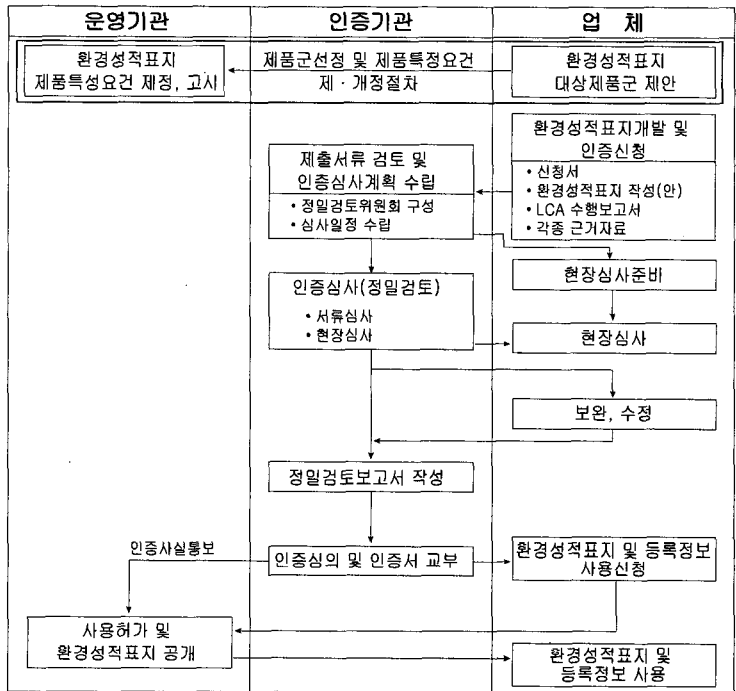 운영기관
인증기관
업 체
환경성적표지
제품특성요건 제정, 고시
제품군선정 및 제품특정요건
제 · 개정절차
환경성적표지
대상제품군 제안
환경성적표지개발 및
인증신청
• 신청서
• 환경성적표지 작성(안)
• LCA 수행보고서
• 각종 근거자료
제출서류 검토 및
인증심사계획 수립
• 정밀검토위원회 구성
• 심사일정 수립
현장심사준비
인증심사(정밀검토)
• 서류심사
• 현장심사
현장심사
보완, 수정
정밀검토보고서 작성
인증사실통보
인증심의 및 인증서 교부
환경성적표지 및 등록정보
사용신청
사용허가 및
환경성적표지 공개
환경성적표지 및
등록정보 사용